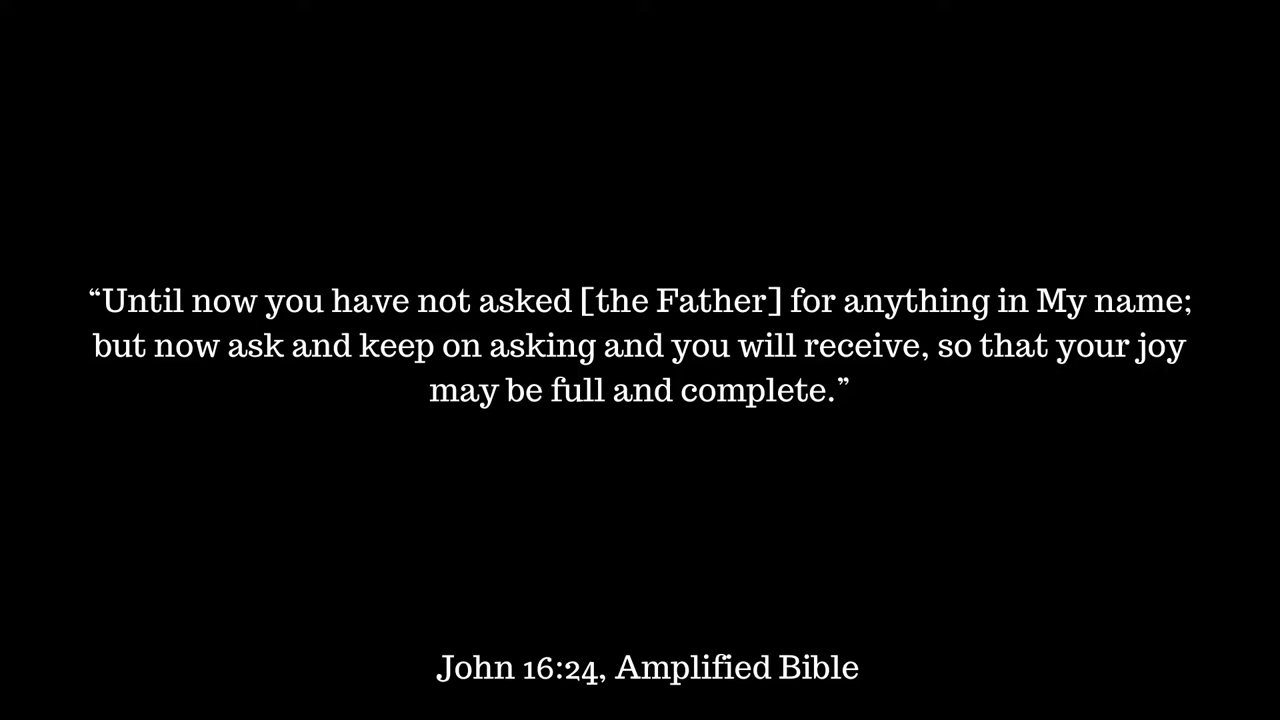 “Until now you have not asked [the Father] for anything in My name;
but now ask and keep on asking and you will receive, so that your joy
may be full and complete.”
John 16:24, Amplified Bible